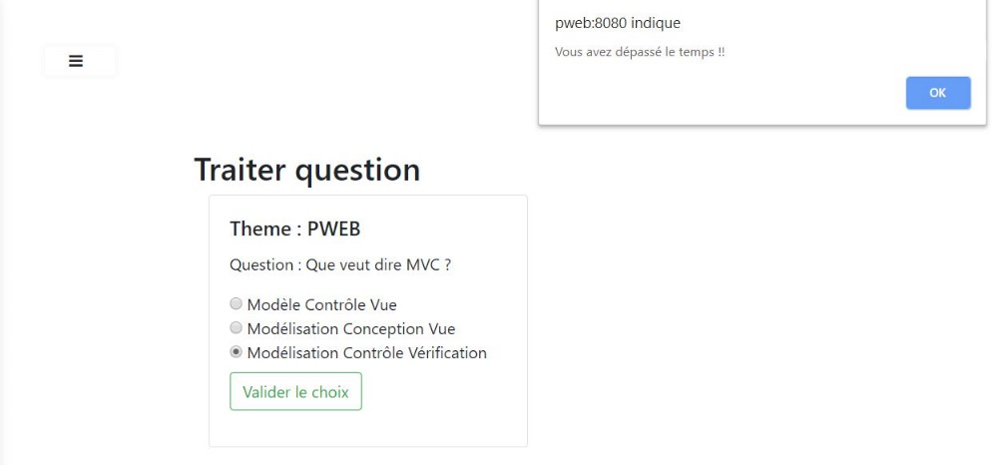 pweb:8080 indique
Vous avez dépassé le temps !!
OK
Traiter question
Theme : PWEB
Question : Que veut dire MVC ?
Modèle Contrôle Vue
Modélisation Conception Vue
Modélisation Contrôle Vérification
Valider le choix